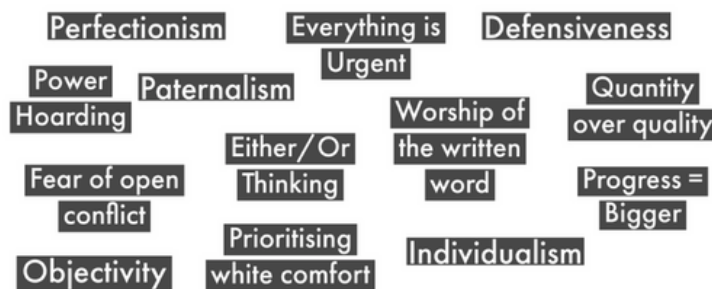 Perfectionism
Everything is
Urgent
Defensiveness
Power
Hoarding
Paternalism
Quantity
over quality
Worship of
the written
word
Either/Or
Thinking
Fear of open
conflict
Progress =
Bigger
Prioritising
white comfort
Individualism
Objectivity